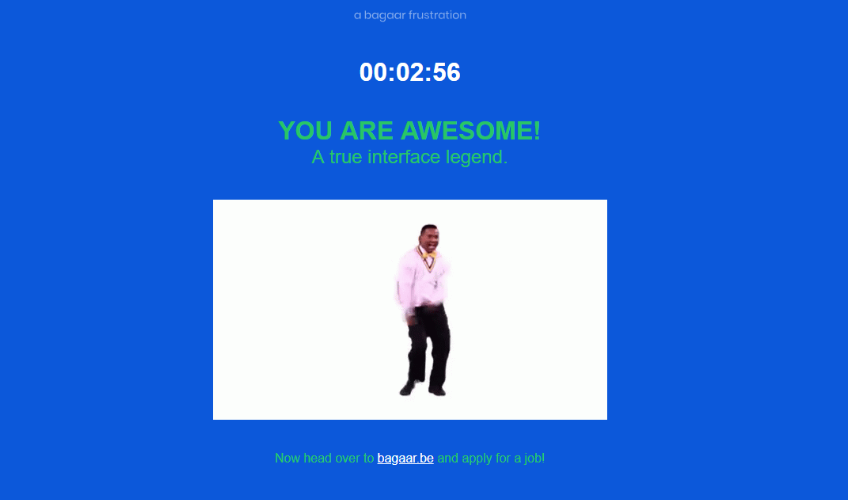 a bagaar frustration
00:02:56
YOU ARE AWESOME!
A true interface legend.
Now head over to bagaar.be and apply for a job!